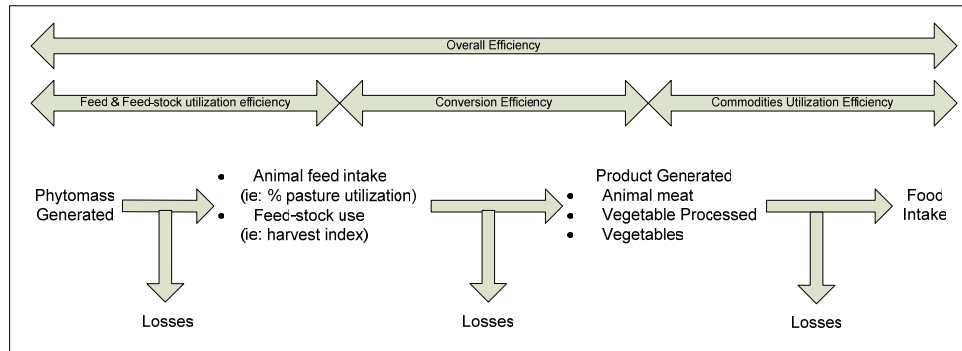 Overall Efficiency
Feed & Feed-stock utilization efficiency
Conversion Efficiency
Commodities Utilization Efficiency
Phytomass
Generated
• Animal feed intake
(ie: % pasture utilization)
• Feed-stock use
(ie: harvest index)
Product Generated
• Animal meat
• Vegetable Processed
• Vegetables
Food
Intake
Losses
Losses
Losses